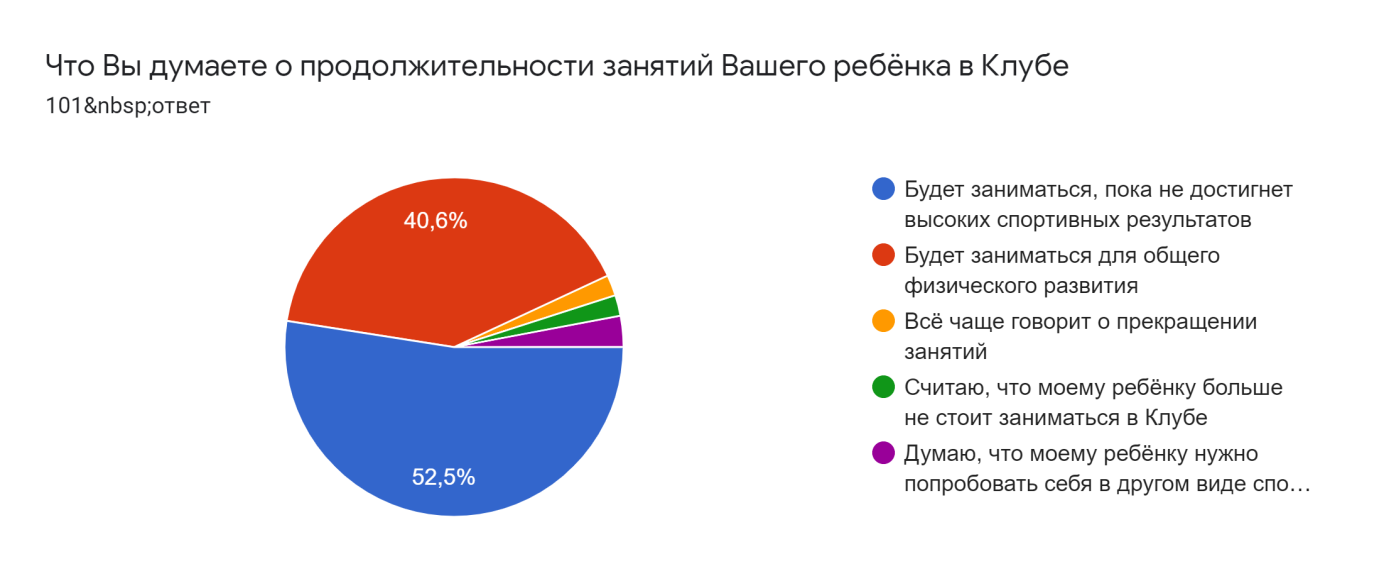 Что Вы думаете о продолжительности занятий Вашего ребёнка в Клубе
101&nbsp;ответ
40,6%
52,5%
Будет заниматься, пока не достигнет
высоких спортивных результатов
Будет заниматься для общего
физического развития
Всё чаще говорит о прекращении
занятий
Считаю, что моему ребёнку больше
не стоит заниматься в Клубе
Думаю, что моему ребёнку нужно
попробовать себя в другом виде спо…